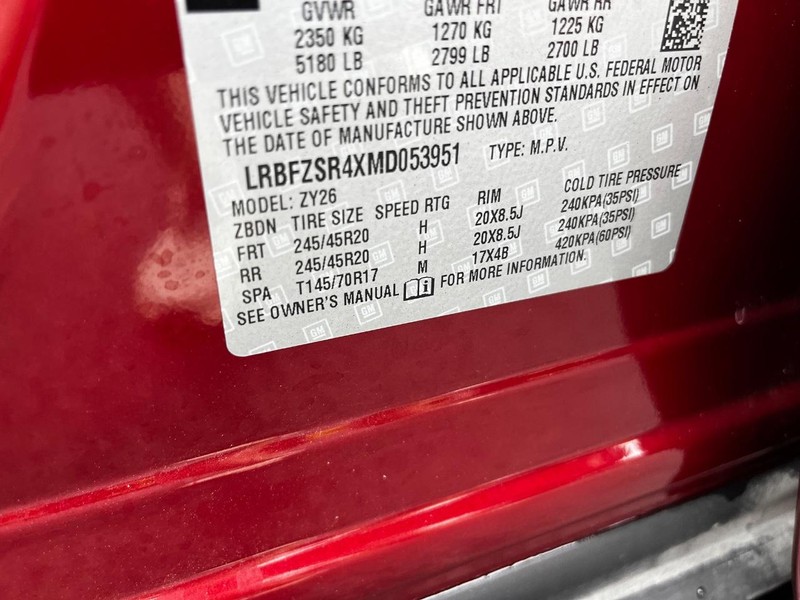 GVWR GAWR FRT GAWR RR
2350 KG 1270 KG 1225 KG
5180 LB 2799 LB 2700 LB
THIS VEHICLE CONFORMS TO ALL APPLICABLE U.S. FEDERAL MOTOR
VEHICLE SAFETY AND THEFT PREVENTION STANDARDS IN EFFECT ON
THE DATE OF MANUFACTURE SHOWN ABOVE.
LRBFZSR4XMD053951 TYPE: M.P.V.
MODEL: ZY26
ZBDN TIRE SIZE SPEED RTG RIM COLD TIRE PRESSURE
FRT 245/45R20 H 20X8.5J 240KPA(35PSI)
RR 245/45R20 H 20X8.5J 240KPA(35PSI)
SPA T145/70R17 M 17X4B 420KPA(60PSI)
SEE OWNER'S MANUAL FOR MORE INFORMATION.